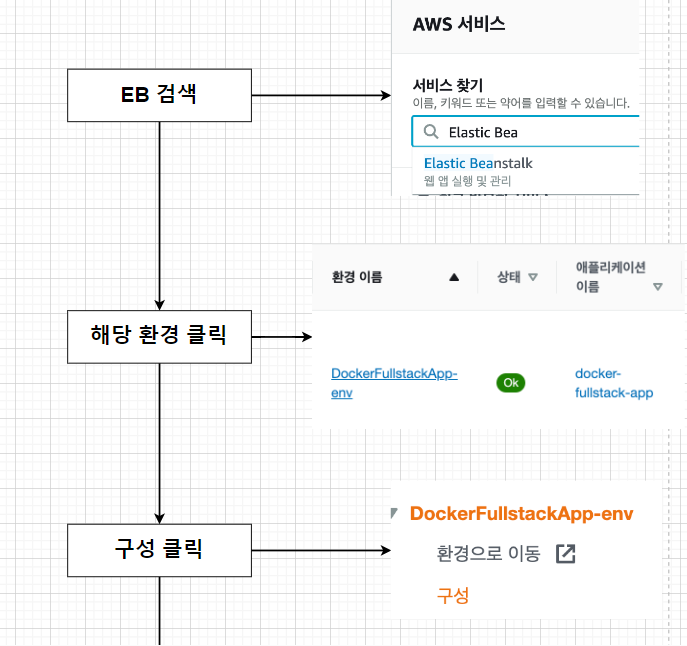 AWS 서비스
EB 검색
서비스 찾기
이름, 키워드 또는 약어를 입력할 수 있습니다.
Elastic Bea
Elastic Beanstalk
웹 앱 실행 및 관리
해당 환경 클릭
환경 이름
상태
애플리케이션
이름
DockerFullstackApp-
env
Ok
docker-
fullstack-app
구성 클릭
DockerFullstackApp-env
환경으로 이동
구성